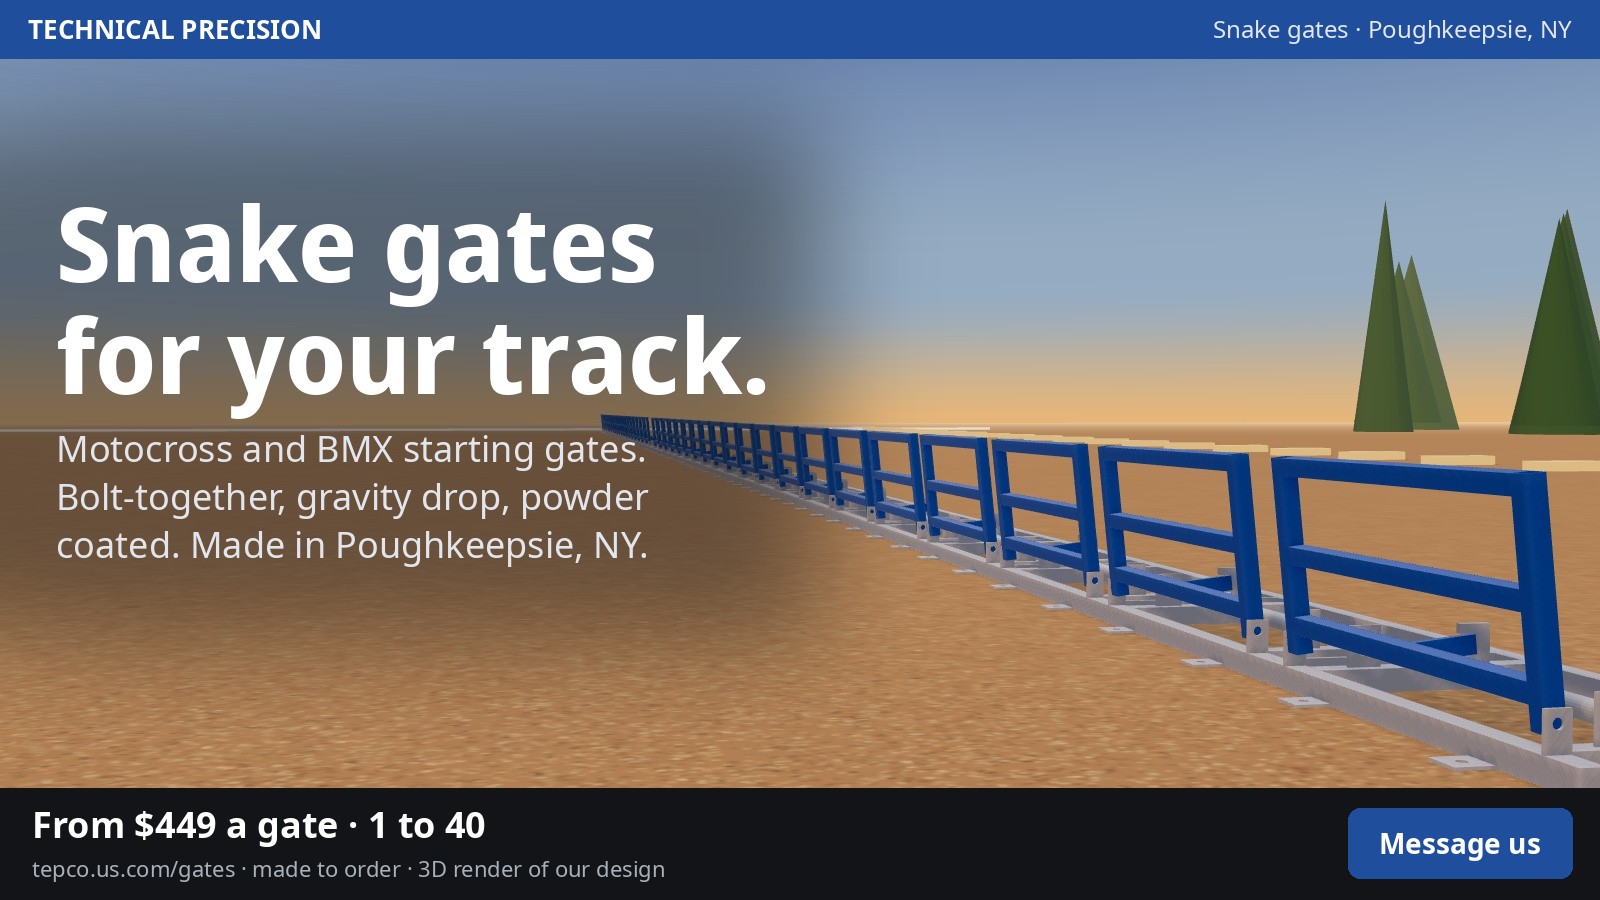 TECHNICAL PRECISION
Snake gates · Poughkeepsie, NY
Snake gates
for your track.
Motocross and BMX starting gates.
Bolt-together, gravity drop, powder
coated. Made in Poughkeepsie, NY.
From $449 a gate · 1 to 40
tepco.us.com/gates · made to order · 3D render of our design
Message us